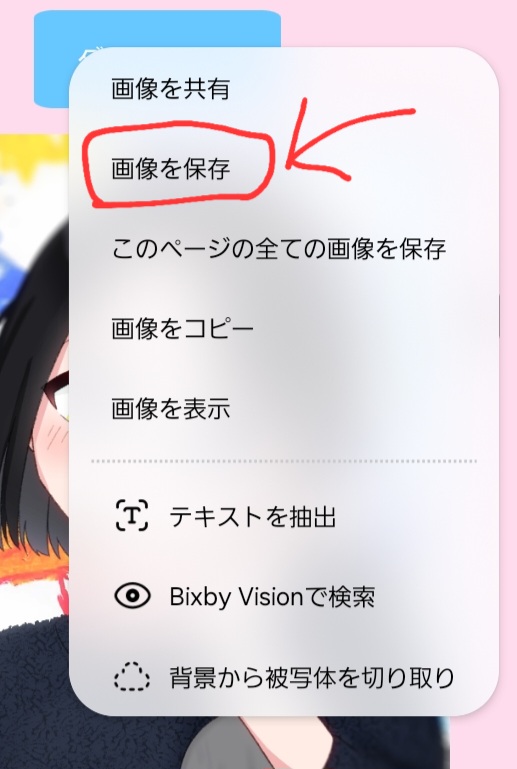 画像を共有
画像を保存
このページの全ての画像を保存
画像をコピー
画像を表示
テキストを抽出
Bixby Visionで検索
背景から被写体を切り取り